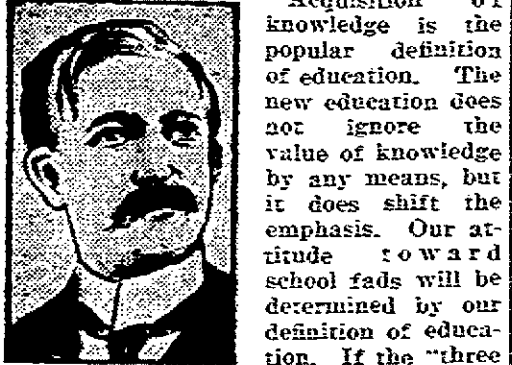 Acquisition of
knowledge is the
popular definition
of education. The
new education does
not ignore the
value of knowledge
by any means, but
it does shift the
emphasis. Our at-
titude toward
school fads will be
determined by our
definition of educa-
tion. If the "three